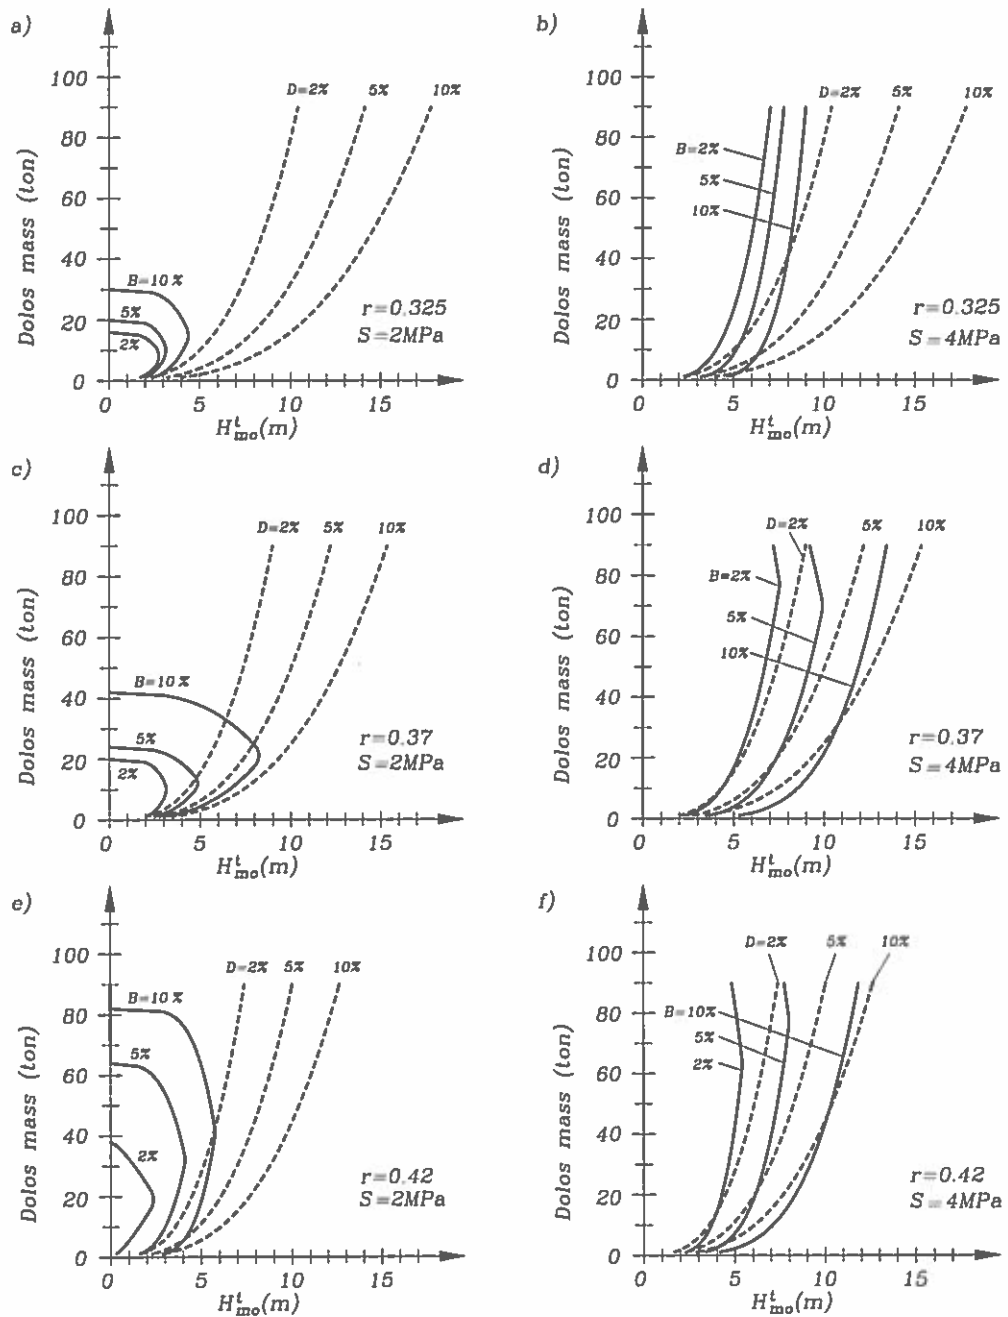 a)
Dolos mass (ton)
100
80
60
40
20
0
D=2%
5%
10%
B=10%
5%
2%
r=0.325
S=2MPa
0
5
10
15
H^t_mo(m)
b)
Dolos mass (ton)
100
80
60
40
20
0
D=2%
5%
10%
B=2%
5%
10%
r=0.325
S=4MPa
0
5
10
15
H^t_mo(m)
c)
Dolos mass (ton)
100
80
60
40
20
0
D=2%
5%
10%
B=10%
5%
2%
r=0.37
S=2MPa
0
5
10
15
H^t_mo(m)
d)
Dolos mass (ton)
100
80
60
40
20
0
D=2%
5%
10%
B=2%
5%
10%
r=0.37
S=4MPa
0
5
10
15
H^t_mo(m)
e)
Dolos mass (ton)
100
80
60
40
20
0
D=2%
5%
10%
B=10%
5%
2%
r=0.42
S=2MPa
0
5
10
15
H^t_mo(m)
f)
Dolos mass (ton)
100
80
60
40
20
0
D=2%
5%
10%
B=10%
5%
2%
r=0.42
S=4MPa
0
5
10
15
H^t_mo(m)